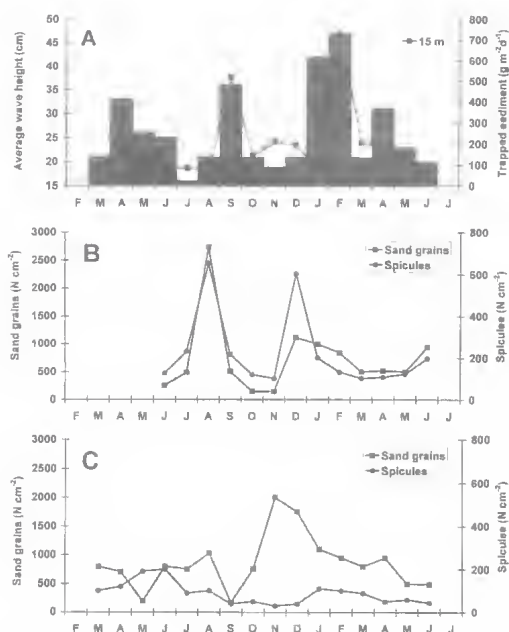 A
15 m
Average wave height (cm)
50
45
40
35
30
25
20
15
800
700
600
500
400
300
200
100
0
Trapped sediment (g m-2d-1)
F M A M J J A S O N D J F M A M J J
B
Sand grains
Spicules
Sand grains (N cm-2)
3000
2500
2000
1500
1000
500
0
800
600
400
200
0
Spicules (N cm-2)
F M A M J J A S O N D J F M A M J J
C
Sand grains
Spicules
Sand grains (N cm-2)
3000
2500
2000
1500
1000
500
0
800
600
400
200
0
Spicules (N cm-2)
F M A M J J A S O N D J F M A M J J